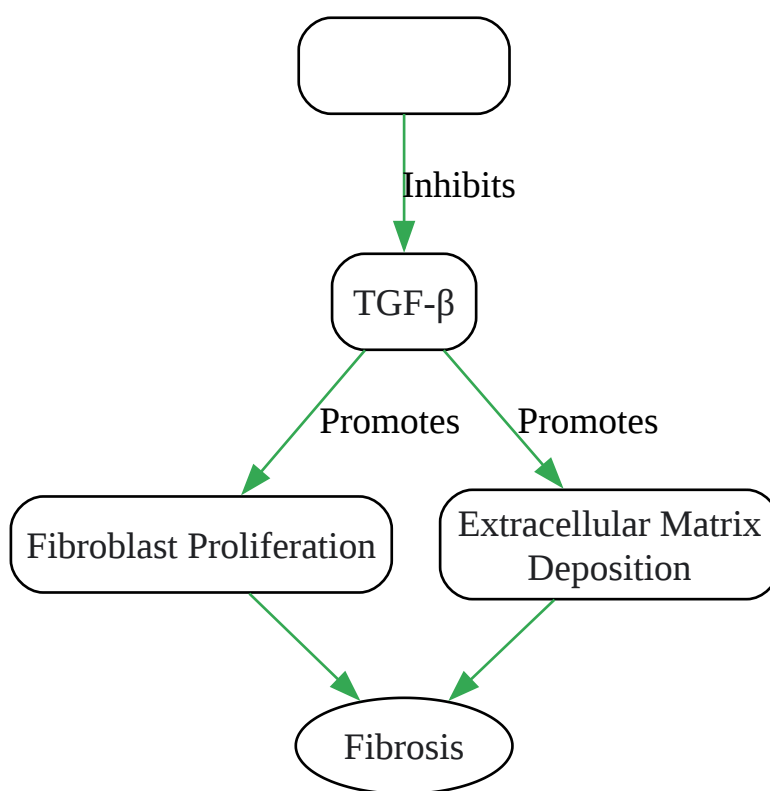 Inhibits
TGF-β
Promotes
Promotes
Fibroblast Proliferation
Extracellular Matrix
Deposition
Fibrosis